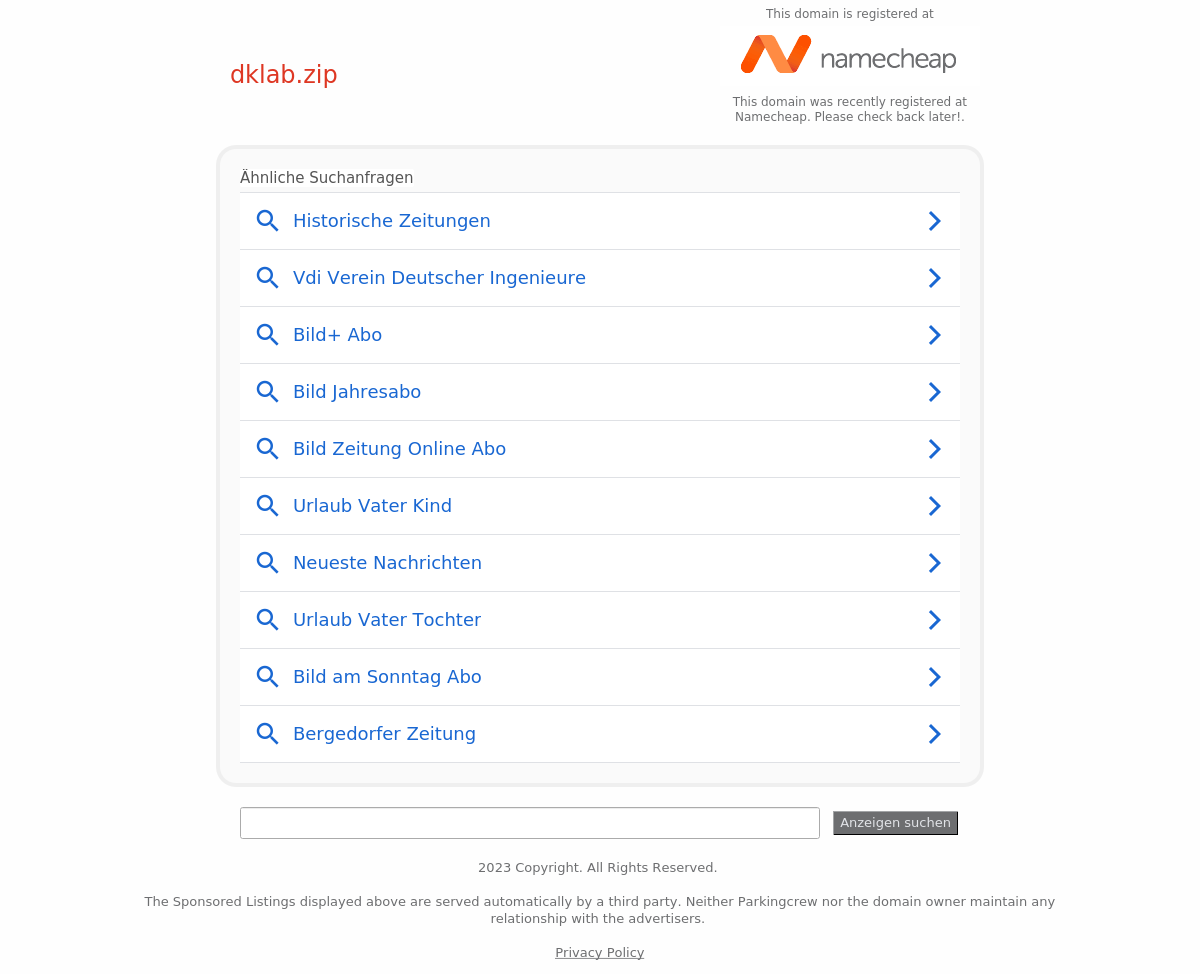 This domain is registered at
namecheap
dklab.zip
This domain was recently registered at
Namecheap. Please check back later!.
Ähnliche Suchanfragen
Historische Zeitungen
Vdi Verein Deutscher Ingenieure
Bild+ Abo
Bild Jahresabo
Bild Zeitung Online Abo
Urlaub Vater Kind
Neueste Nachrichten
Urlaub Vater Tochter
Bild am Sonntag Abo
Bergedorfer Zeitung
Anzeigen suchen
2023 Copyright. All Rights Reserved.
The Sponsored Listings displayed above are served automatically by a third party. Neither Parkingcrew nor the domain owner maintain any
relationship with the advertisers.
Privacy Policy